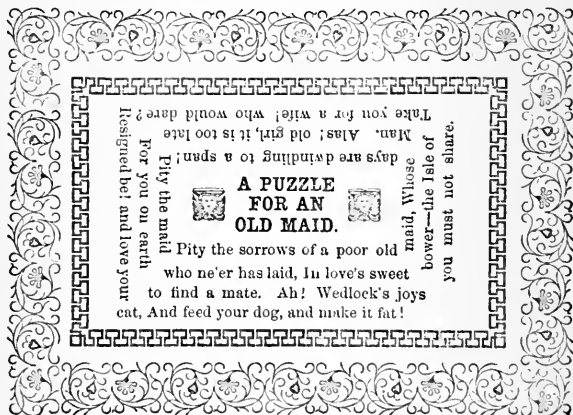 A PUZZLE
FOR AN
OLD MAID.
Pity the sorrows of a poor old
maid, Whose
days are dwindling to a span!
Pity the maid
who ne'er has laid, In love's sweet
bower—the Isle of
Man. Alas! old girl, it is too late
For you on earth
to find a mate. Ah! Wedlock's joys
you must not share.
Take you for a wife! who would dare?
Resigned be! and love your
cat, And feed your dog, and make it fat!